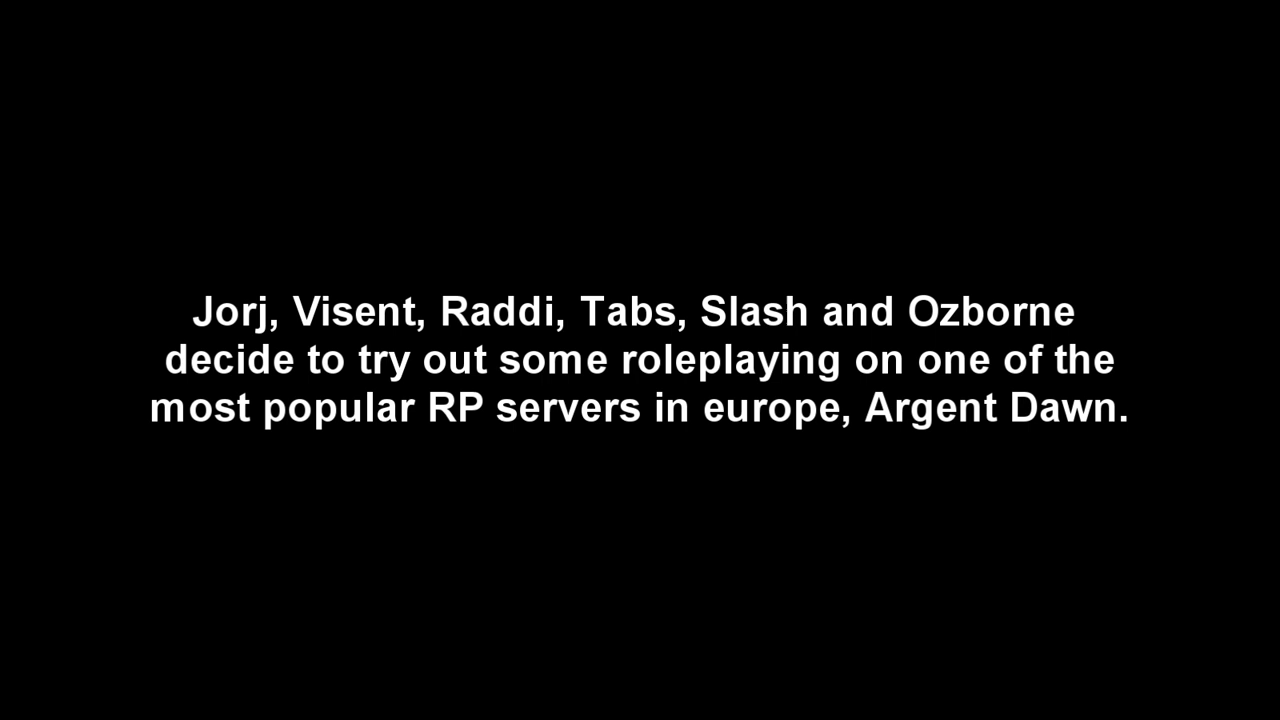 Jorj, Visent, Raddi, Tabs, Slash and Ozborne
decide to try out some roleplaying on one of the
most popular RP servers in europe, Argent Dawn.